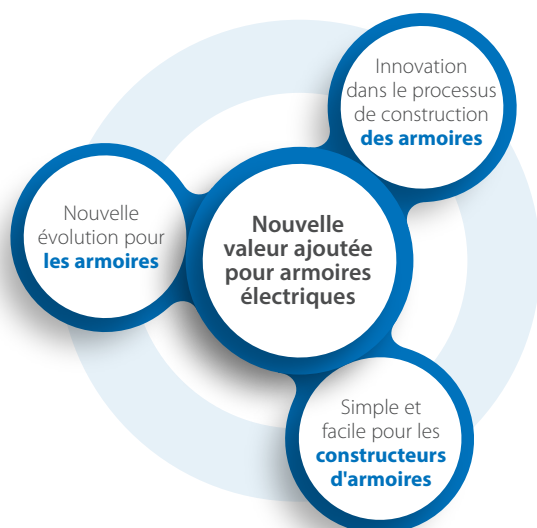 Innovation
dans le processus
de construction
des armoires
Nouvelle
évolution pour
les armoires
Nouvelle
valeur ajoutée
pour armoires
électriques
Simple et
facile pour les
constructeurs
d'armoires